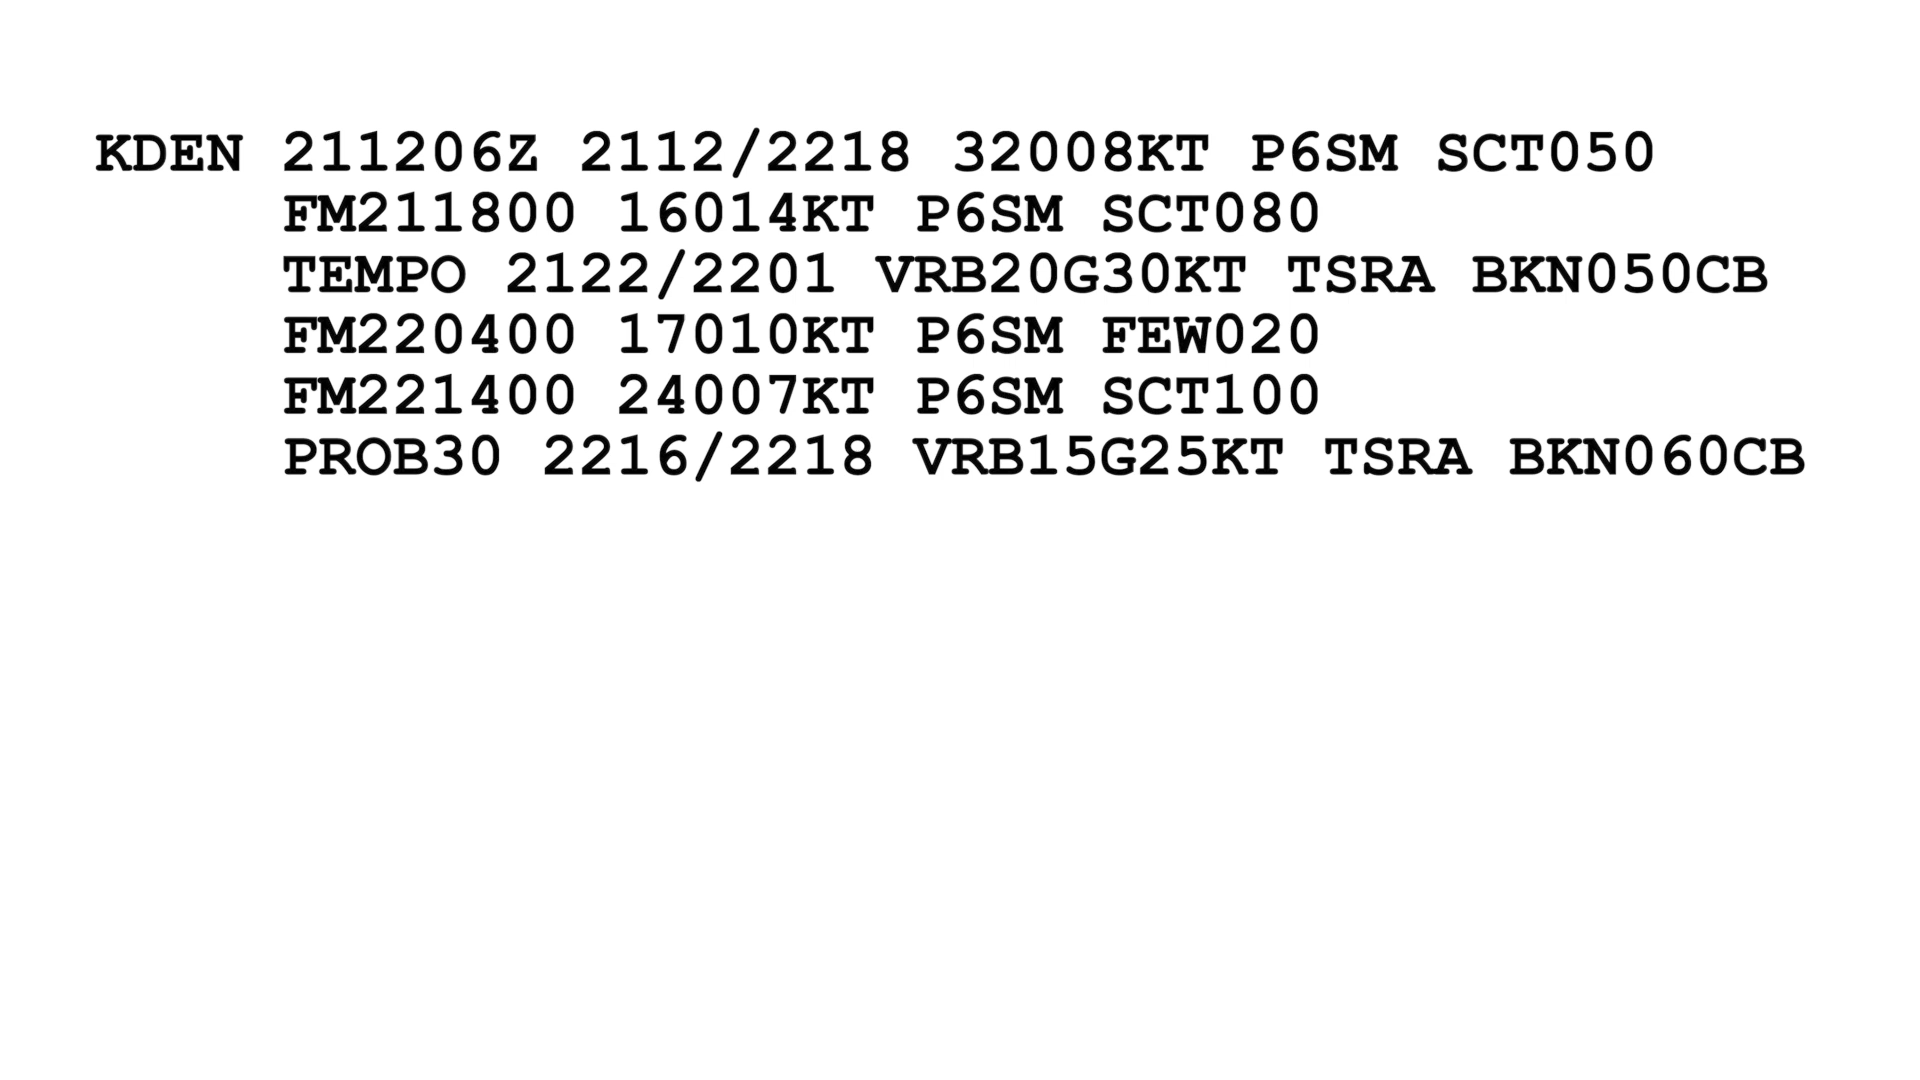 KDEN 211206Z 2112/2218 32008KT P6SM SCT050
FM211800 16014KT P6SM SCT080
TEMPO 2122/2201 VRB20G30KT TSRA BKN050CB
FM220400 17010KT P6SM FEW020
FM221400 24007KT P6SM SCT100
PROB30 2216/2218 VRB15G25KT TSRA BKN060CB